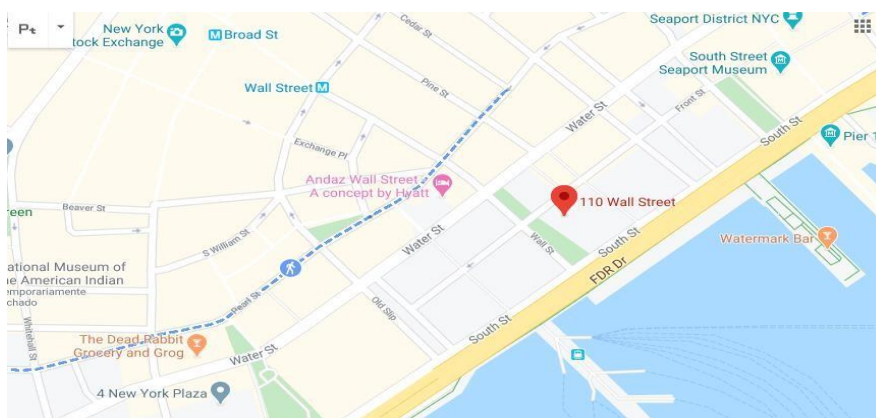 Pt
New York
tock Exchange
M Broad St
Cedar St
Seaport District NYC
South Street
Seaport Museum
Wall Street M
Pine St
Water St
Front St
South St
Pier 1
Exchange Pl
Andaz Wall Street -
A concept by Hyatt
110 Wall Street
Beaver St
reen
S William St
Water St
Wall St
South St
FDR Dr
Watermark Bar
ational Museum of
e American Indian
emporariamente
chado
Pearl St
Old Slip
Whitehall St
The Dead Rabbit
Grocery and Grog
Water St
South St
4 New York Plaza